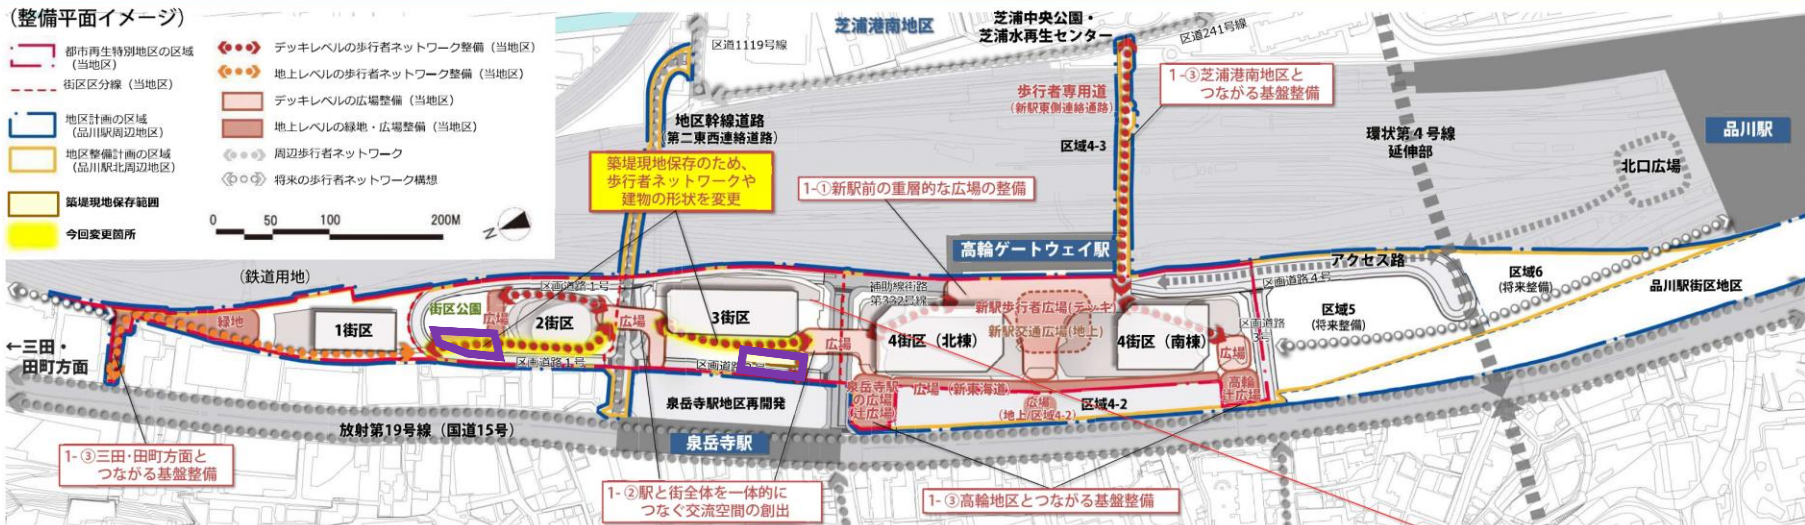 (整備平面イメージ)
都市再生特別地区の区域
(当地区)
街区区分線（当地区）
地区計画の区域
(品川駅周辺地区)
地区整備計画の区域
(品川駅北周辺地区)
築堤現地保存範囲
今回変更箇所
デッキレベルの歩行者ネットワーク整備（当地区）
地上レベルの歩行者ネットワーク整備（当地区）
デッキレベルの広場整備（当地区）
地上レベルの緑地・広場整備（当地区）
周辺歩行者ネットワーク
将来の歩行者ネットワーク構想
0 50 100 200M
Z
区道1119号線
芝浦港南地区
芝浦中央公園・
芝浦水再生センター
区道241号線
地区幹線道路
(第二東西連絡道路)
歩行者専用道
(新駅東側連絡通路)
区域4-3
1-③芝浦港南地区と
つながる基盤整備
環状第４号線
延伸部
品川駅
北口広場
築堤現地保存のため、
歩行者ネットワークや
建物の形状を変更
1-①新駅前の重層的な広場の整備
高輪ゲートウェイ駅
アクセス路
区域6
(将来整備)
品川駅街区地区
(鉄道用地)
区画道路1号
補助線街路
第332号線
区画道路4号
緑地
1街区
街区公園
広場
2街区
広場
3街区
広場
4街区（北棟）
新駅歩行者広場(デッキ)
新駅交通広場(地上)
4街区（南棟）
区画道路
3号
広場
区域5
(将来整備)
←三田・
田町方面
区画道路1号
区画道路
泉岳寺駅地区再開発
泉岳寺駅
の広場
(辻広場)
広場（新東海道）
広場
(地上/区域4-2)
区域4-2
高輪
辻広場
放射第19号線（国道15号）
泉岳寺駅
1-③三田・田町方面と
つながる基盤整備
1-②駅と街全体を一体的に
つなぐ交流空間の創出
1-③高輪地区とつながる基盤整備